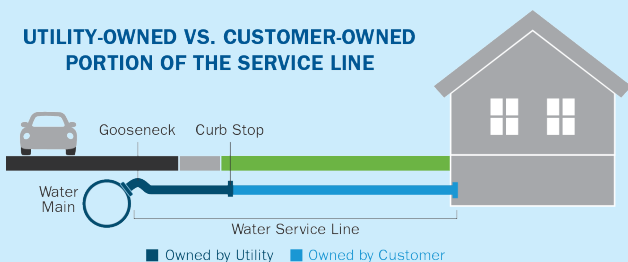 UTILITY-OWNED VS. CUSTOMER-OWNED
PORTION OF THE SERVICE LINE
Gooseneck Curb Stop
Water
Main
Water Service Line
Owned by Utility Owned by Customer